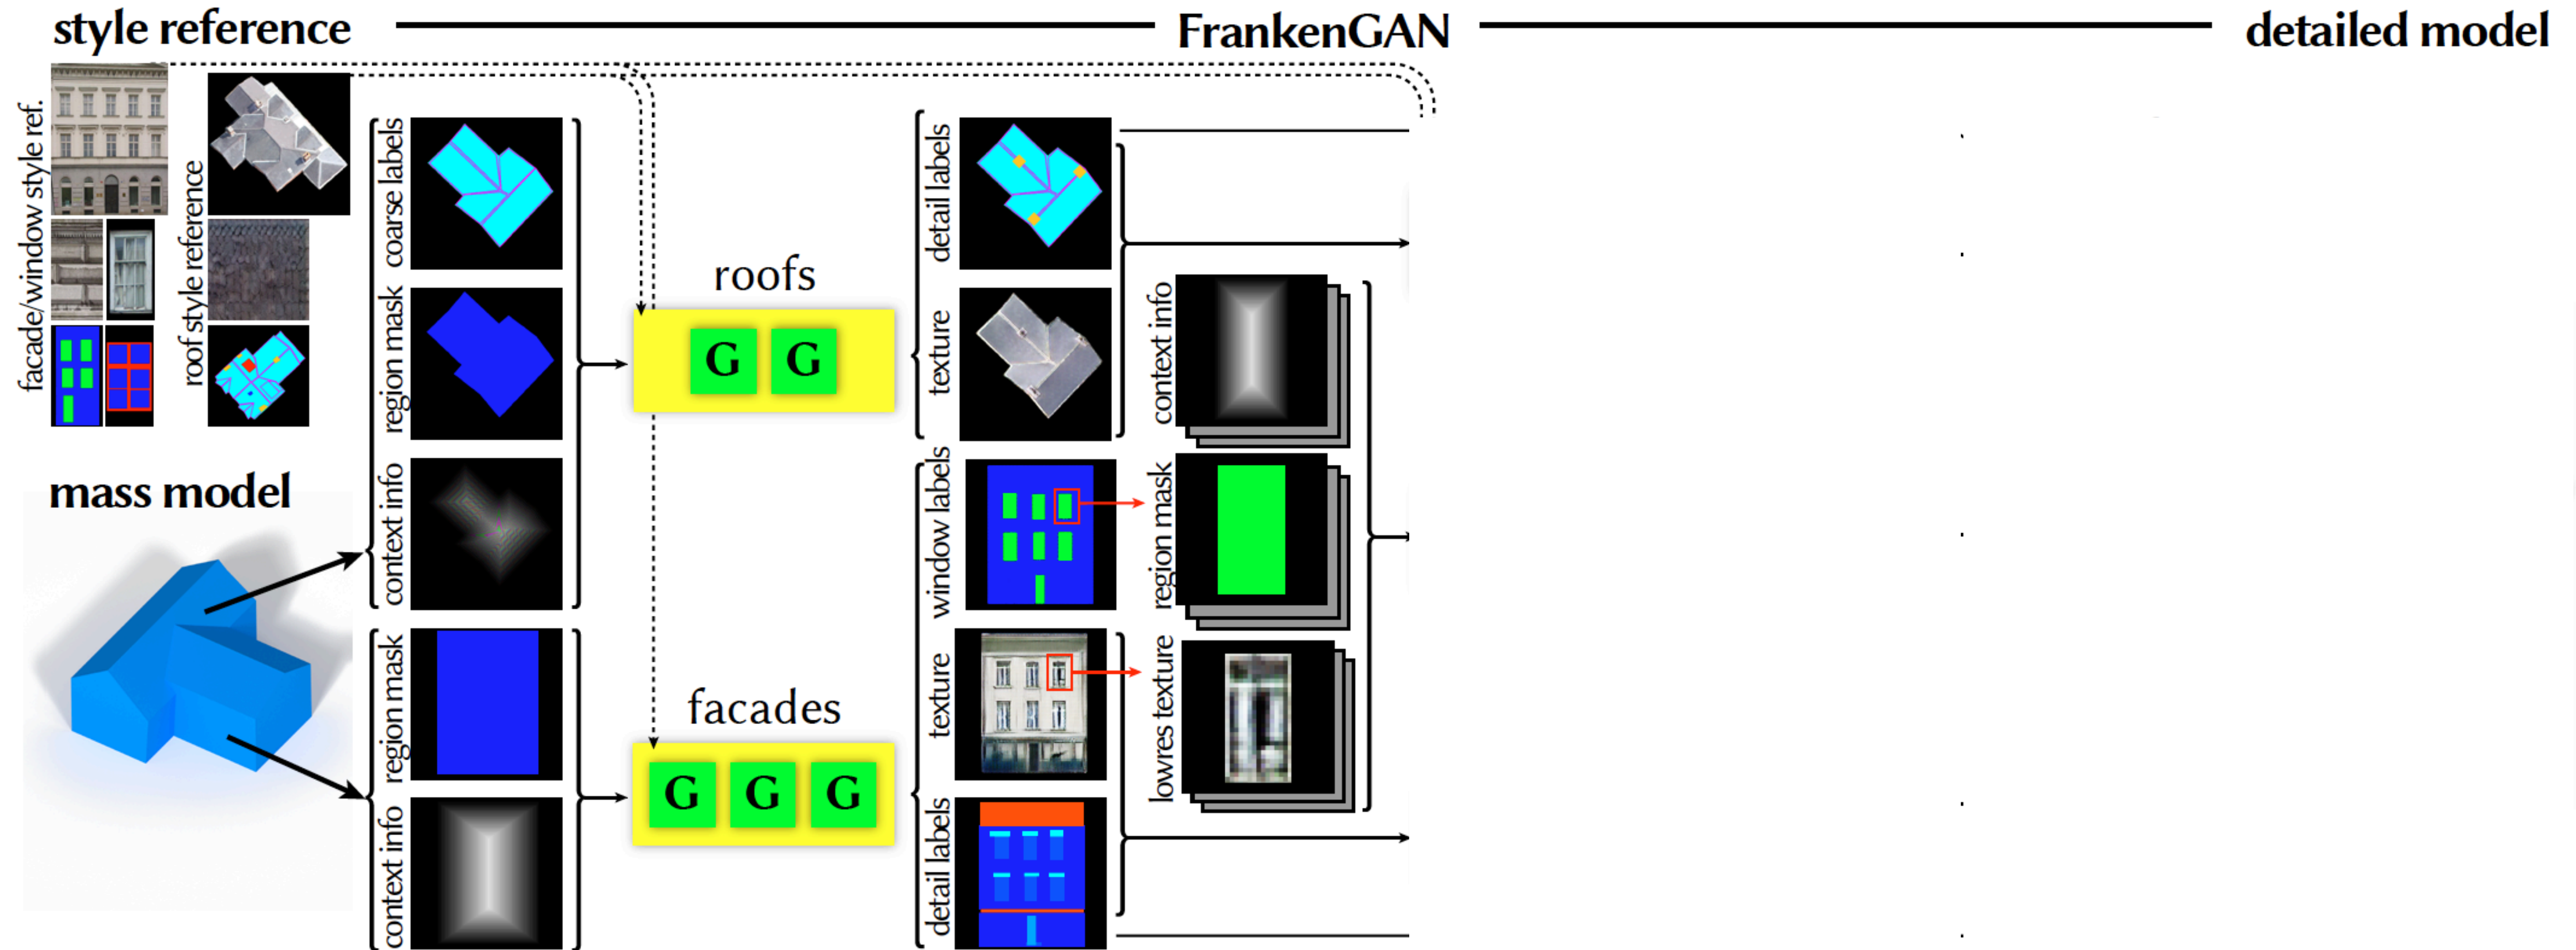 style reference
FrankenGAN
detailed model
facade/window style ref.
roof style reference
mass model
coarse labels
region mask
context info
region mask
context info
roofs
G G
facades
G G G
detail labels
texture
window labels
texture
detail labels
context info
region mask
lowres texture